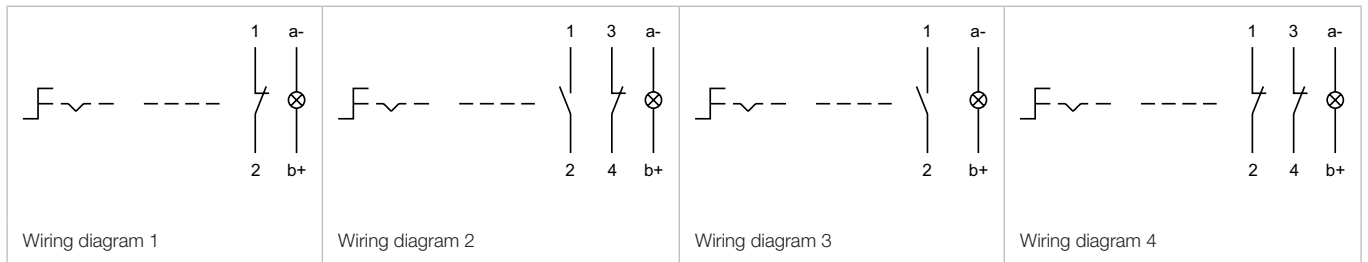 1 a-
2 b+
Wiring diagram 1
1 3 a-
2 4 b+
Wiring diagram 2
1 a-
2 b+
Wiring diagram 3
1 3 a-
2 4 b+
Wiring diagram 4